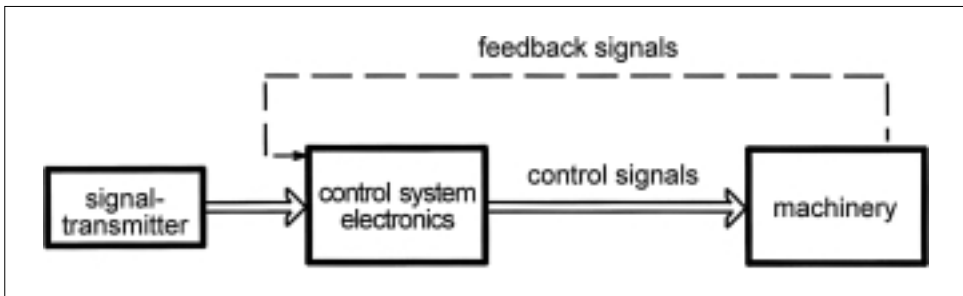 feedback signals
signal-
transmitter
control system
electronics
control signals
machinery